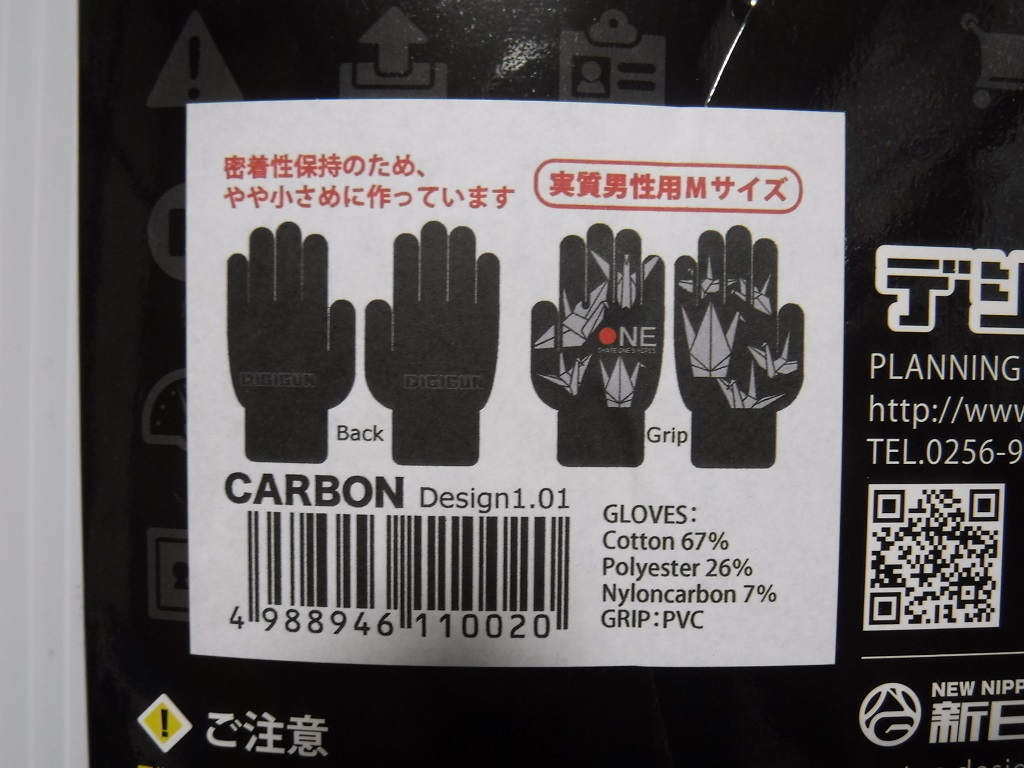 密着性保持のため、
やや小さめに作っています
実質男性用Mサイズ
ONE
DIGIGUN
DIGIGUN
Back
Grip
CARBON Design1.01
4 988946 110020
GLOVES:
Cotton 67%
Polyester 26%
Nyloncarbon 7%
GRIP:PVC
デジ
PLANNING
http://www
TEL.0256-9
NEW NIPP
新日
ご注意